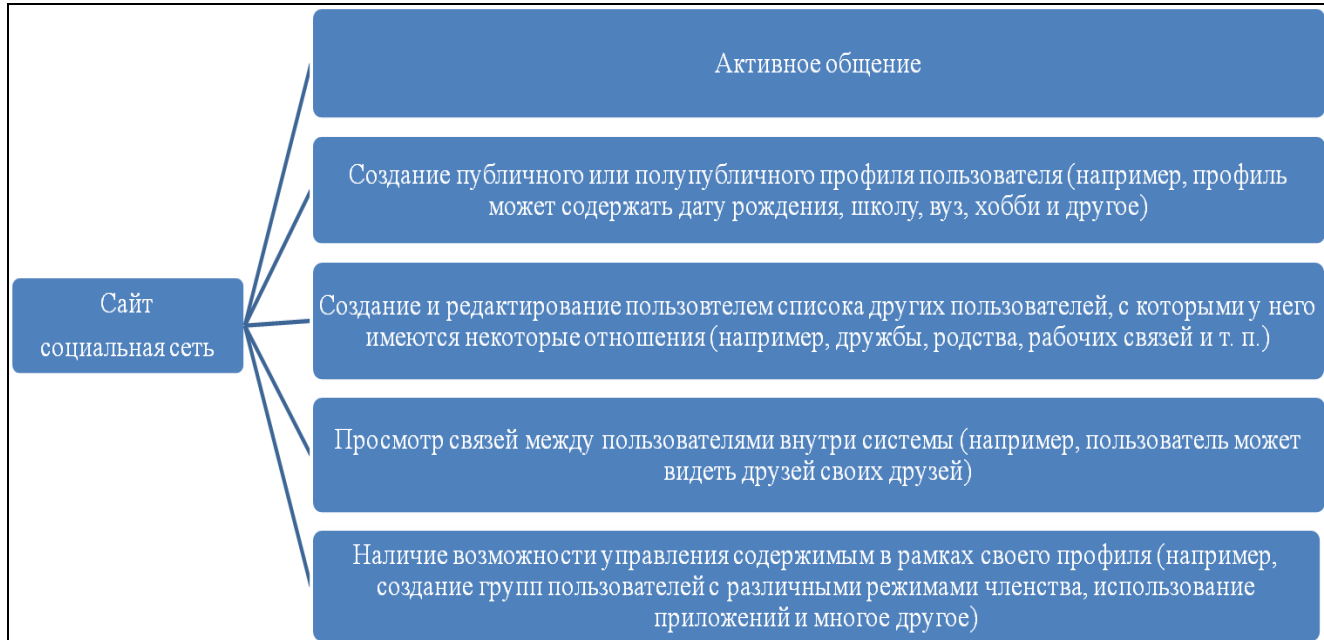 Активное общение
Создание публичного или полупубличного профиля пользователя (например, профиль
может содержать дату рождения, школу, вуз, хобби и другое)
Сайт
социальная сеть
Создание и редактирование пользовтелем списока других пользователей, с которыми у него
имеются некоторые отношения (например, дружбы, родства, рабочих связей и т. п.)
Просмотр связей между пользователями внутри системы (например, пользователь может
видеть друзей своих друзей)
Наличие возможности управления содержимым в рамках своего профиля (например,
создание групп пользователей с различными режимами членства, использование
приложений и многое другое)